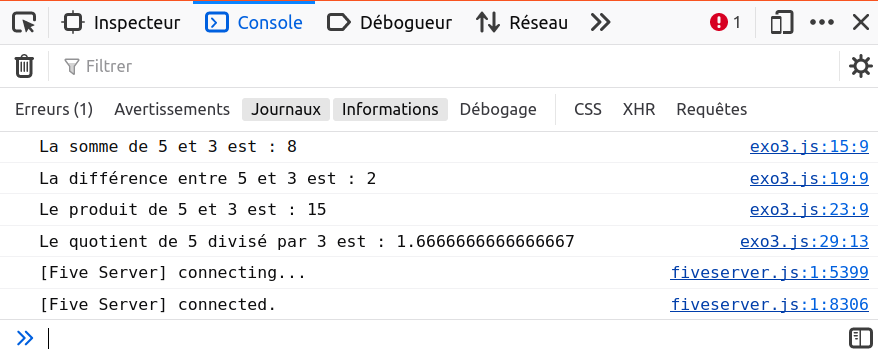 Inspecteur Console Débogueur Réseau 1
Filtrer
Erreurs (1) Avertissements Journaux Informations Débogage CSS XHR Requêtes
La somme de 5 et 3 est : 8 exo3.js:15:9
La différence entre 5 et 3 est : 2 exo3.js:19:9
Le produit de 5 et 3 est : 15 exo3.js:23:9
Le quotient de 5 divisé par 3 est : 1.6666666666666667 exo3.js:29:13
[Five Server] connecting... fiveserver.js:1:5399
[Five Server] connected. fiveserver.js:1:8306